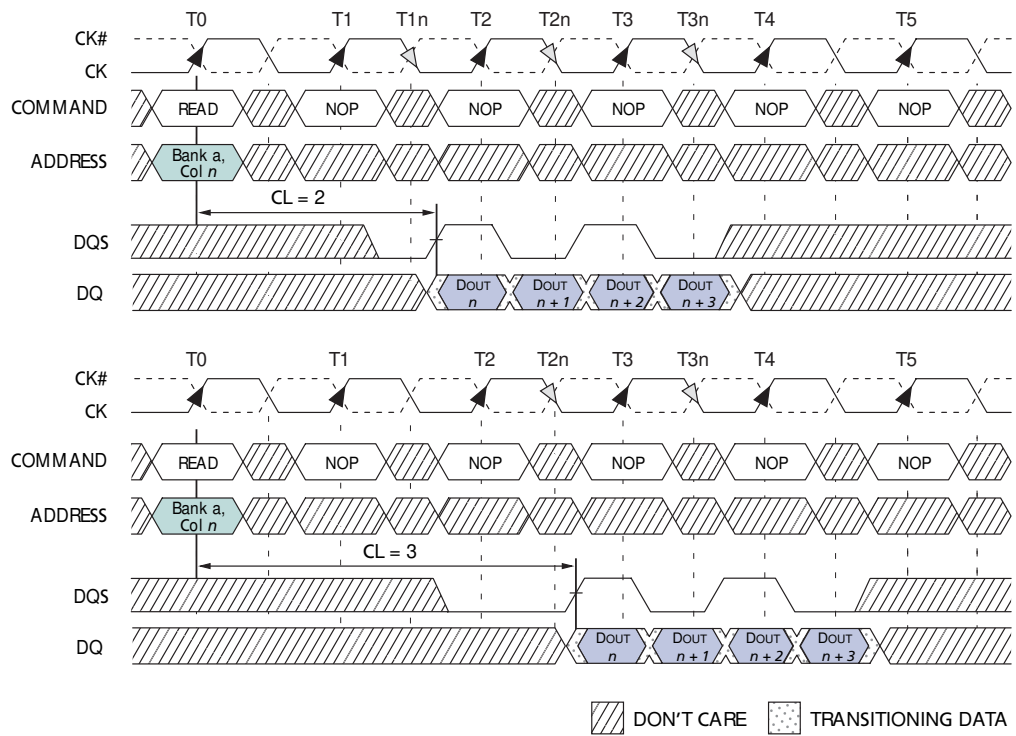 T0 T1 T1n T2 T2n T3 T3n T4 T5
CK#
CK
COMMAND READ NOP NOP NOP NOP NOP
ADDRESS Bank a,
Col n
CL = 2
DQS
DQ DOUT n DOUT n + 1 DOUT n + 2 DOUT n + 3
T0 T1 T2 T2n T3 T3n T4 T5
CK#
CK
COMMAND READ NOP NOP NOP NOP NOP
ADDRESS Bank a,
Col n
CL = 3
DQS
DQ DOUT n DOUT n + 1 DOUT n + 2 DOUT n + 3
DON'T CARE TRANSITIONING DATA